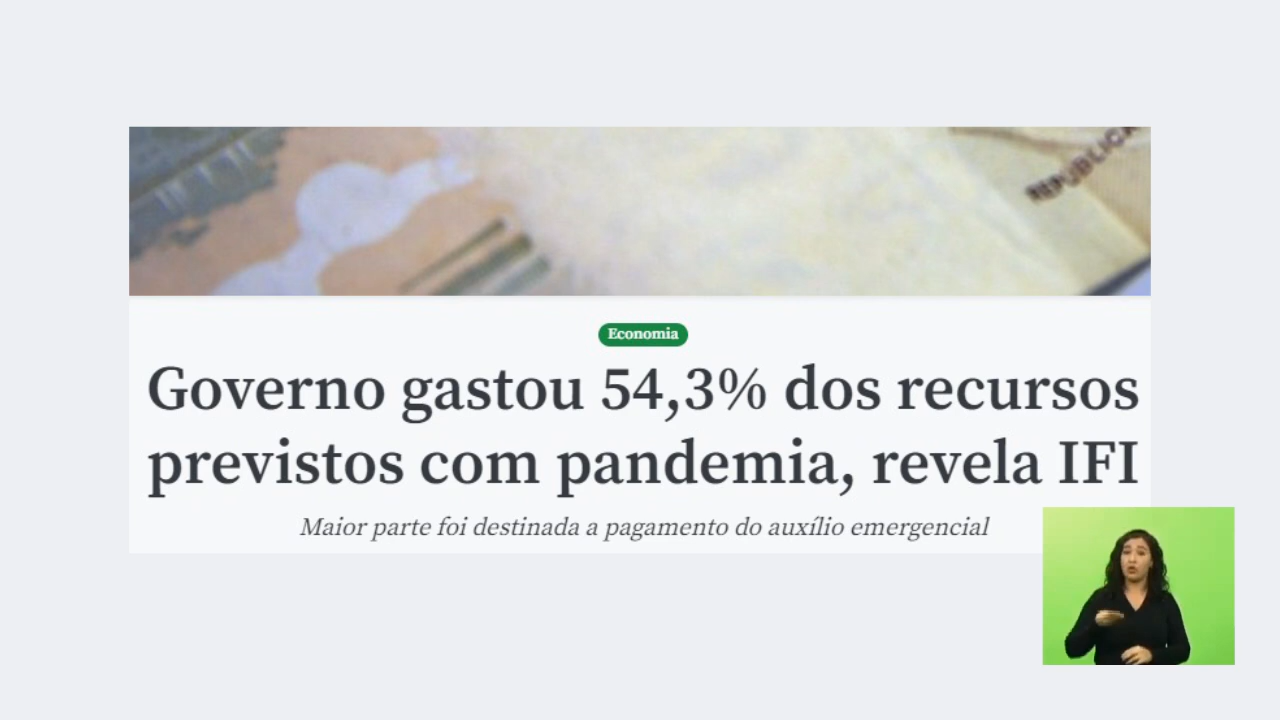 REPÚBLICA
Economia
Governo gastou 54,3% dos recursos
previstos com pandemia, revela IFI
Maior parte foi destinada a pagamento do auxílio emergencial